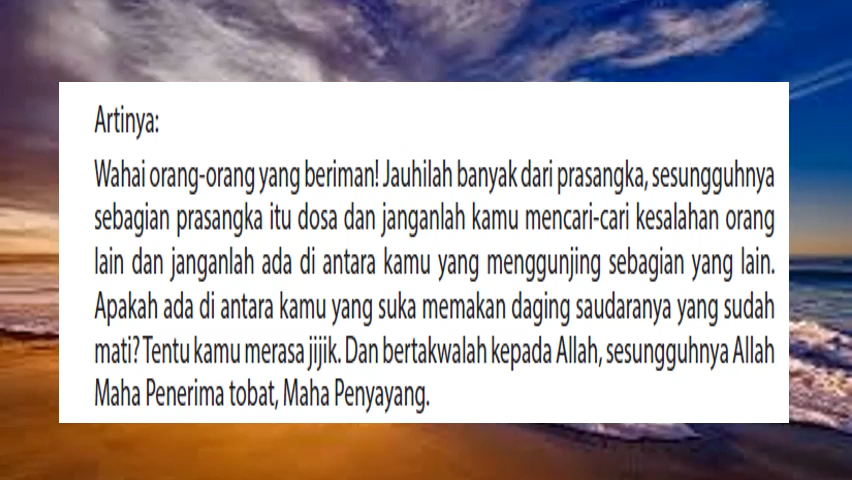 Artinya:
Wahai orang-orang yang beriman! Jauhilah banyak dari prasangka, sesungguhnya
sebagian prasangka itu dosa dan janganlah kamu mencari-cari kesalahan orang
lain dan janganlah ada di antara kamu yang menggunjing sebagian yang lain.
Apakah ada di antara kamu yang suka memakan daging saudaranya yang sudah
mati? Tentu kamu merasa jijik. Dan bertakwalah kepada Allah, sesungguhnya Allah
Maha Penerima tobat, Maha Penyayang.